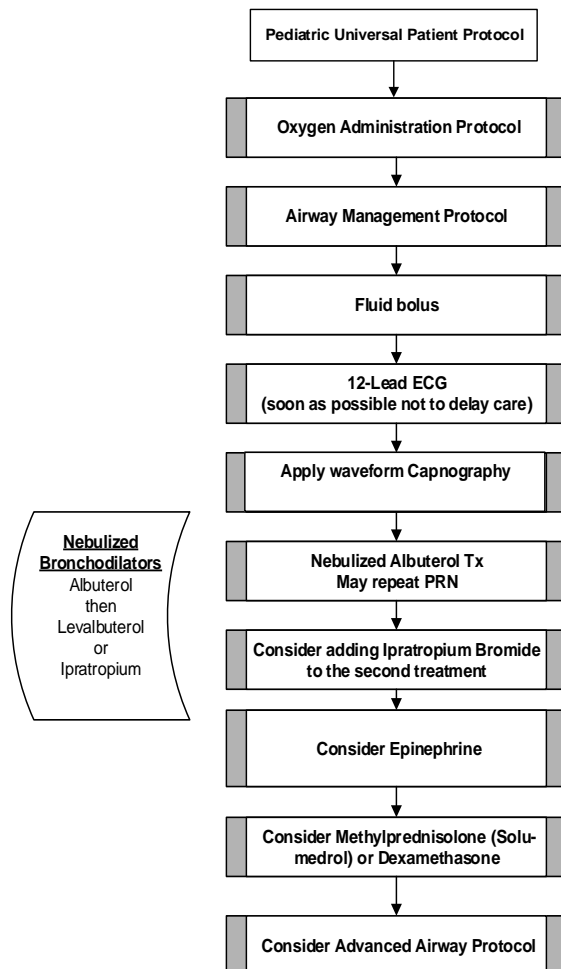 Pediatric Universal Patient Protocol
Oxygen Administration Protocol
Airway Management Protocol
Fluid bolus
12-Lead ECG
(soon as possible not to delay care)
Apply waveform Capnography
Nebulized
Bronchodilators
Albuterol
then
Levalbuterol
or
Ipratropium
Nebulized Albuterol Tx
May repeat PRN
Consider adding Ipratropium Bromide
to the second treatment
Consider Epinephrine
Consider Methylprednisolone (Solu-
medrol) or Dexamethasone
Consider Advanced Airway Protocol